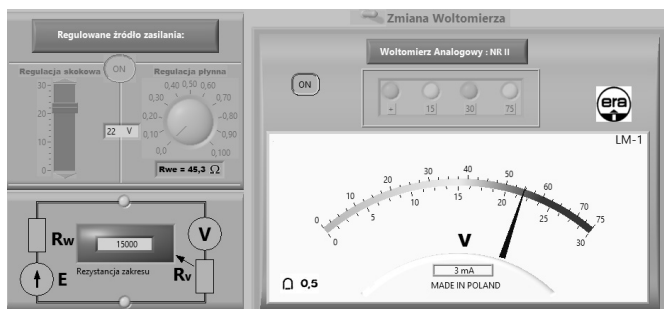 Zmiana Woltomierza
Regulowane źródło zasilania:
Regulacja skokowa
ON
Regulacja płynna
30
20
10
0
22 V
0,0
0,10
0,20
0,30
0,40
0,50
0,60
0,70
0,80
0,90
0,100
Rwe = 45,3 Ω
Woltomierz Analogowy : NR II
ON
15
30
75
era
LM-1
0 10 20 30 40 50 60 70 75
0 5 10 15 20 25 30
V
3 mA
MADE IN POLAND
0,5
Rw
E
15000
Rezystancja zakresu
V
Rv